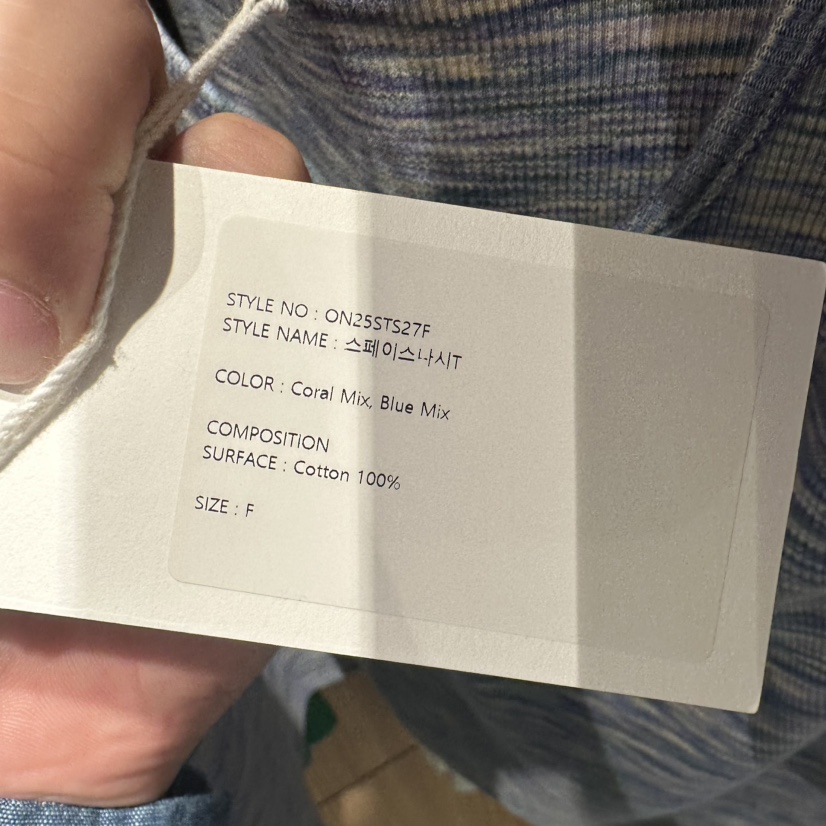 STYLE NO : ON25STS27F
STYLE NAME : 스페이스나시T
COLOR : Coral Mix, Blue Mix
COMPOSITION
SURFACE : Cotton 100%
SIZE : F